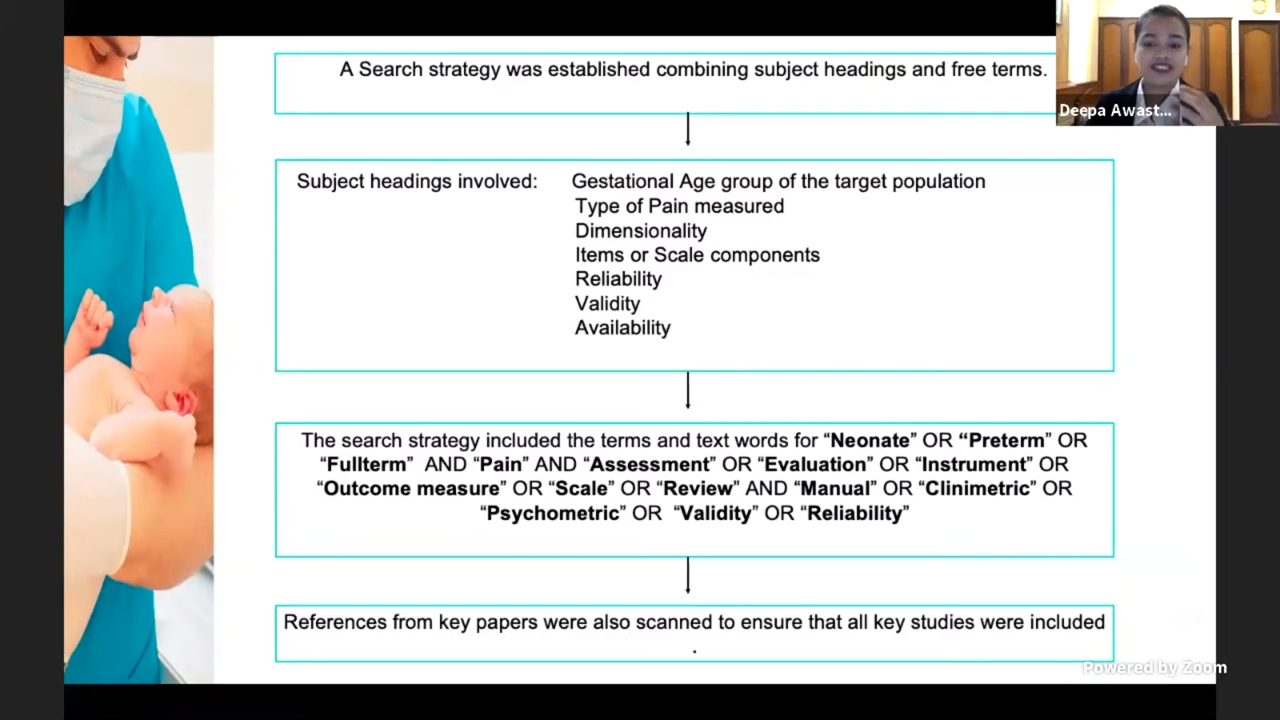 A Search strategy was established combining subject headings and free terms.
Deepa Awast...
Subject headings involved: Gestational Age group of the target population
Type of Pain measured
Dimensionality
Items or Scale components
Reliability
Validity
Availability
The search strategy included the terms and text words for “Neonate” OR “Preterm” OR
“Fullterm” AND “Pain” AND “Assessment” OR “Evaluation” OR “Instrument” OR
“Outcome measure” OR “Scale” OR “Review” AND “Manual” OR “Clinimetric” OR
“Psychometric” OR “Validity” OR “Reliability”
References from key papers were also scanned to ensure that all key studies were included
.
Powered by Zoom